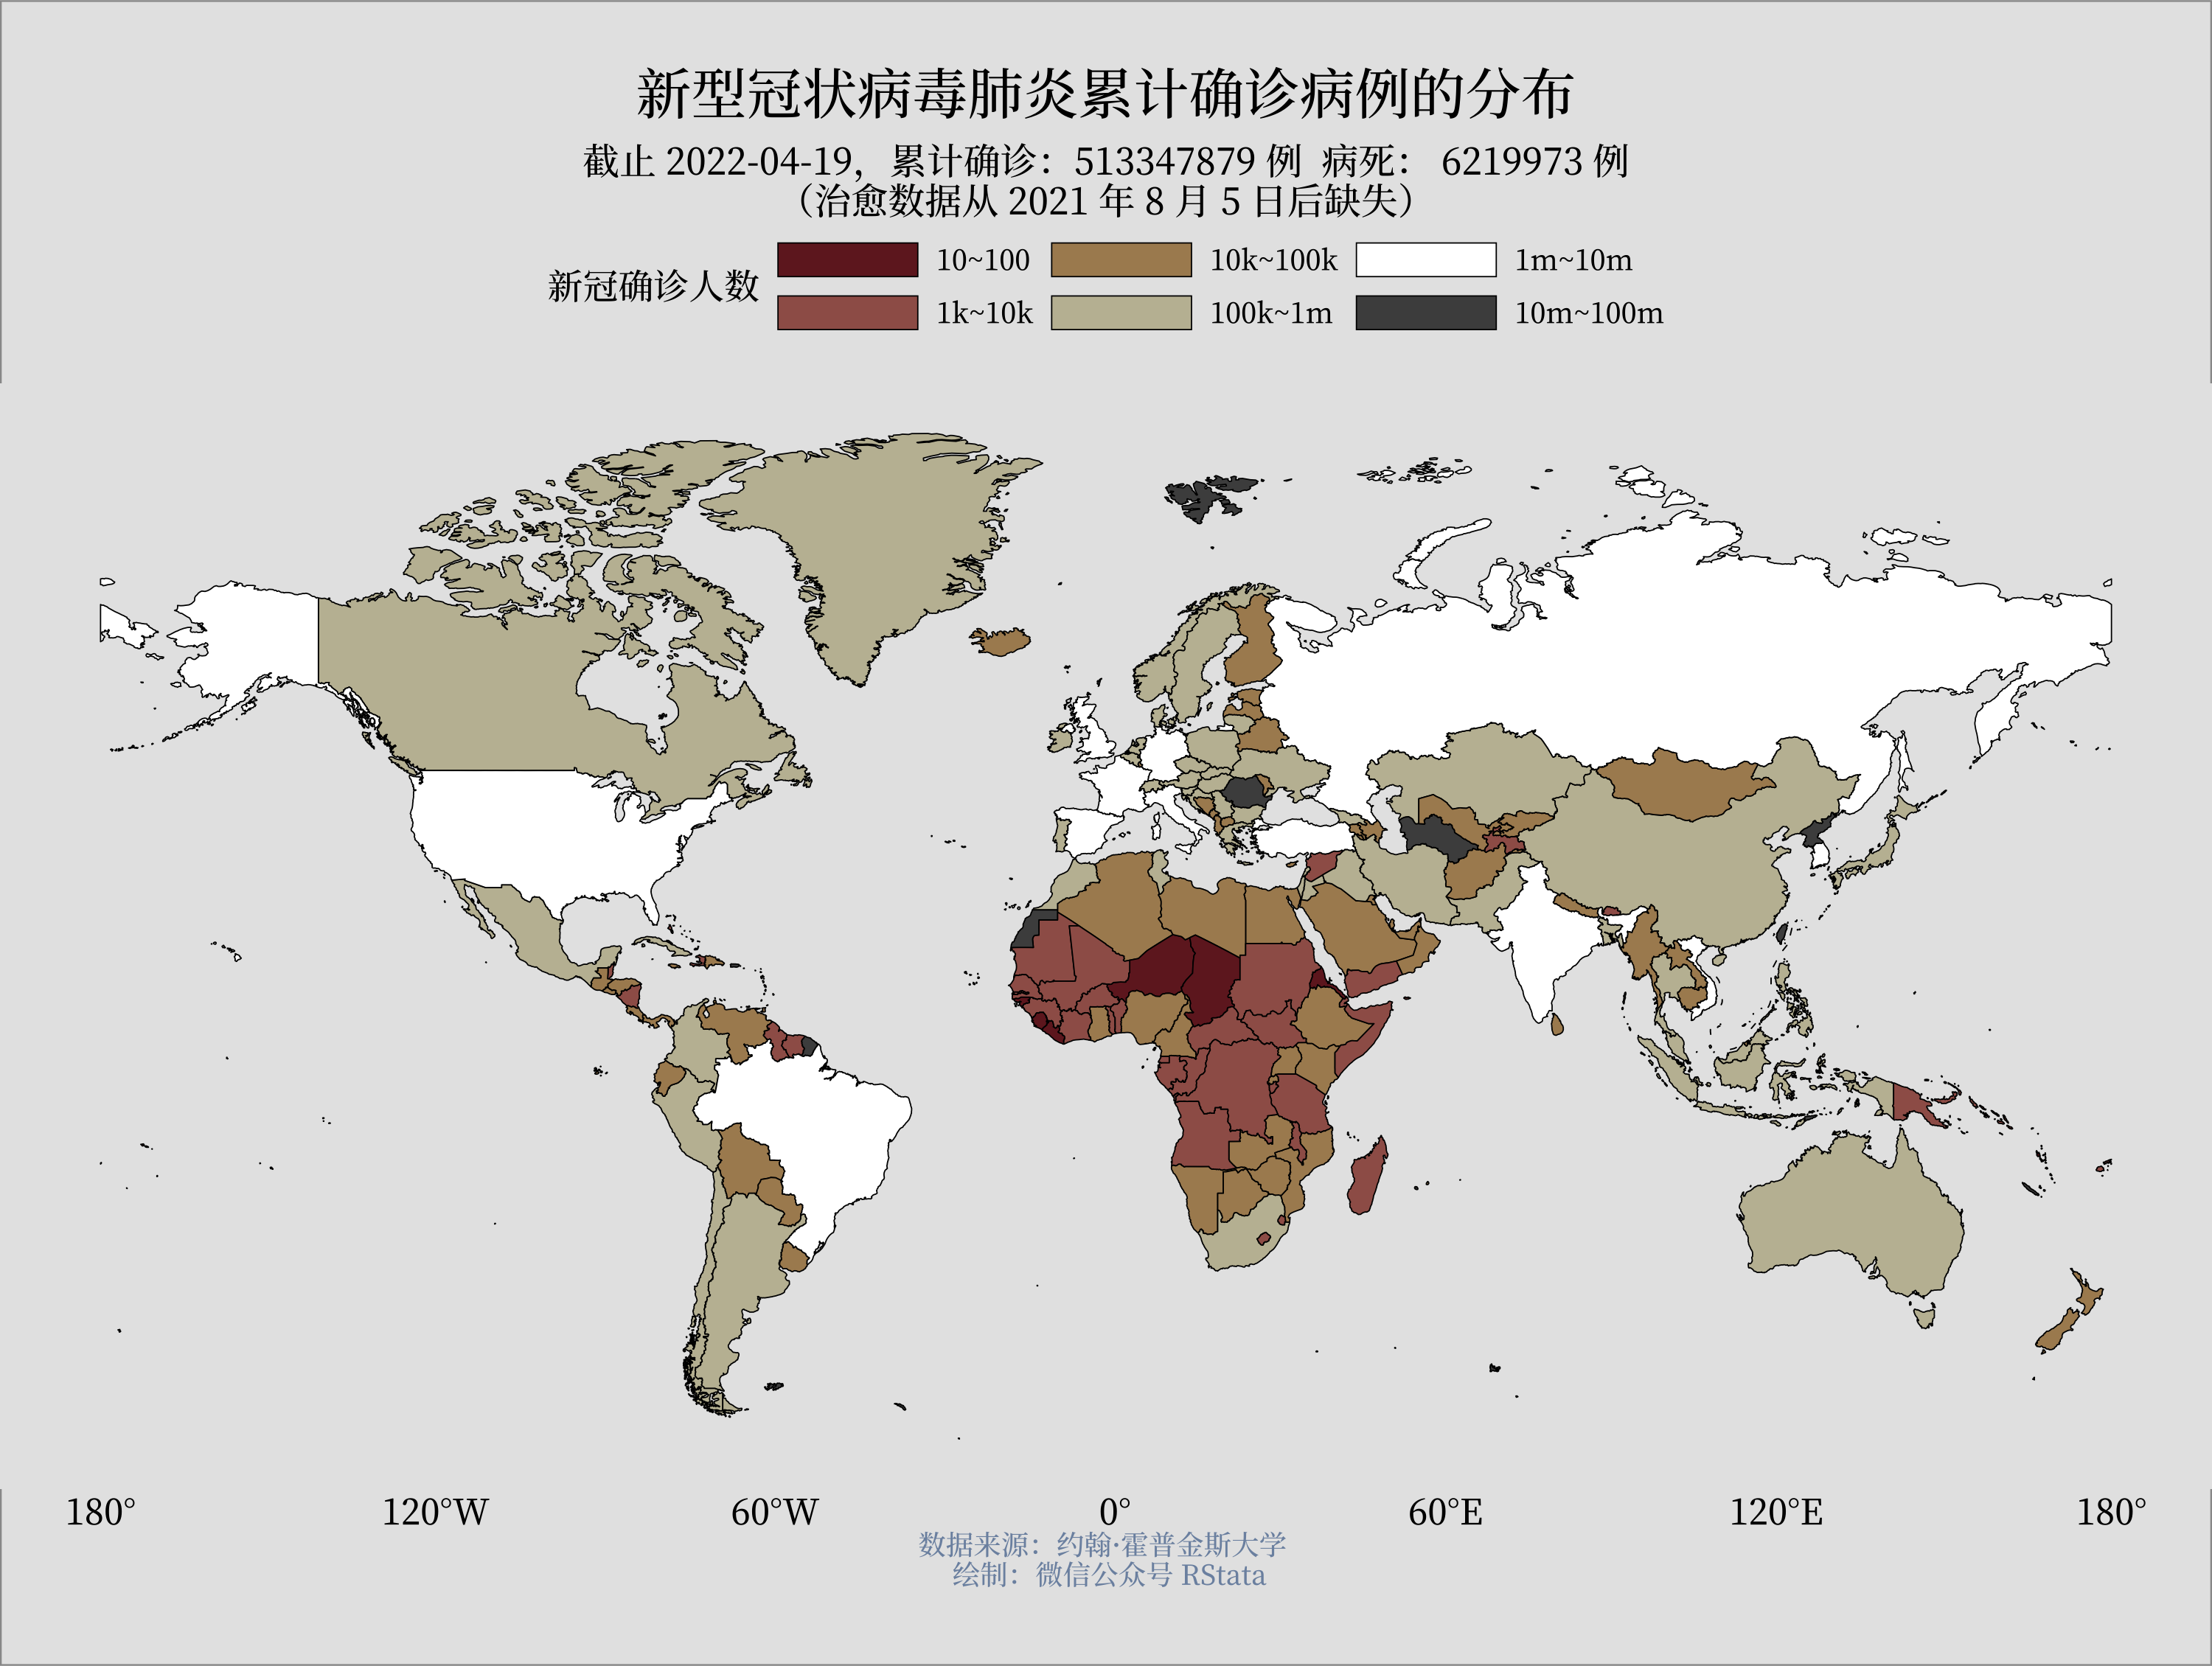 新型冠状病毒肺炎累计确诊病例的分布
截止 2022-04-19，累计确诊：513347879 例 病死： 6219973 例
（治愈数据从 2021 年 8 月 5 日后缺失）
新冠确诊人数
10~100
10k~100k
1m~10m
1k~10k
100k~1m
10m~100m
180° 120°W 60°W 0° 60°E 120°E 180°
数据来源：约翰·霍普金斯大学
绘制：微信公众号 RStata